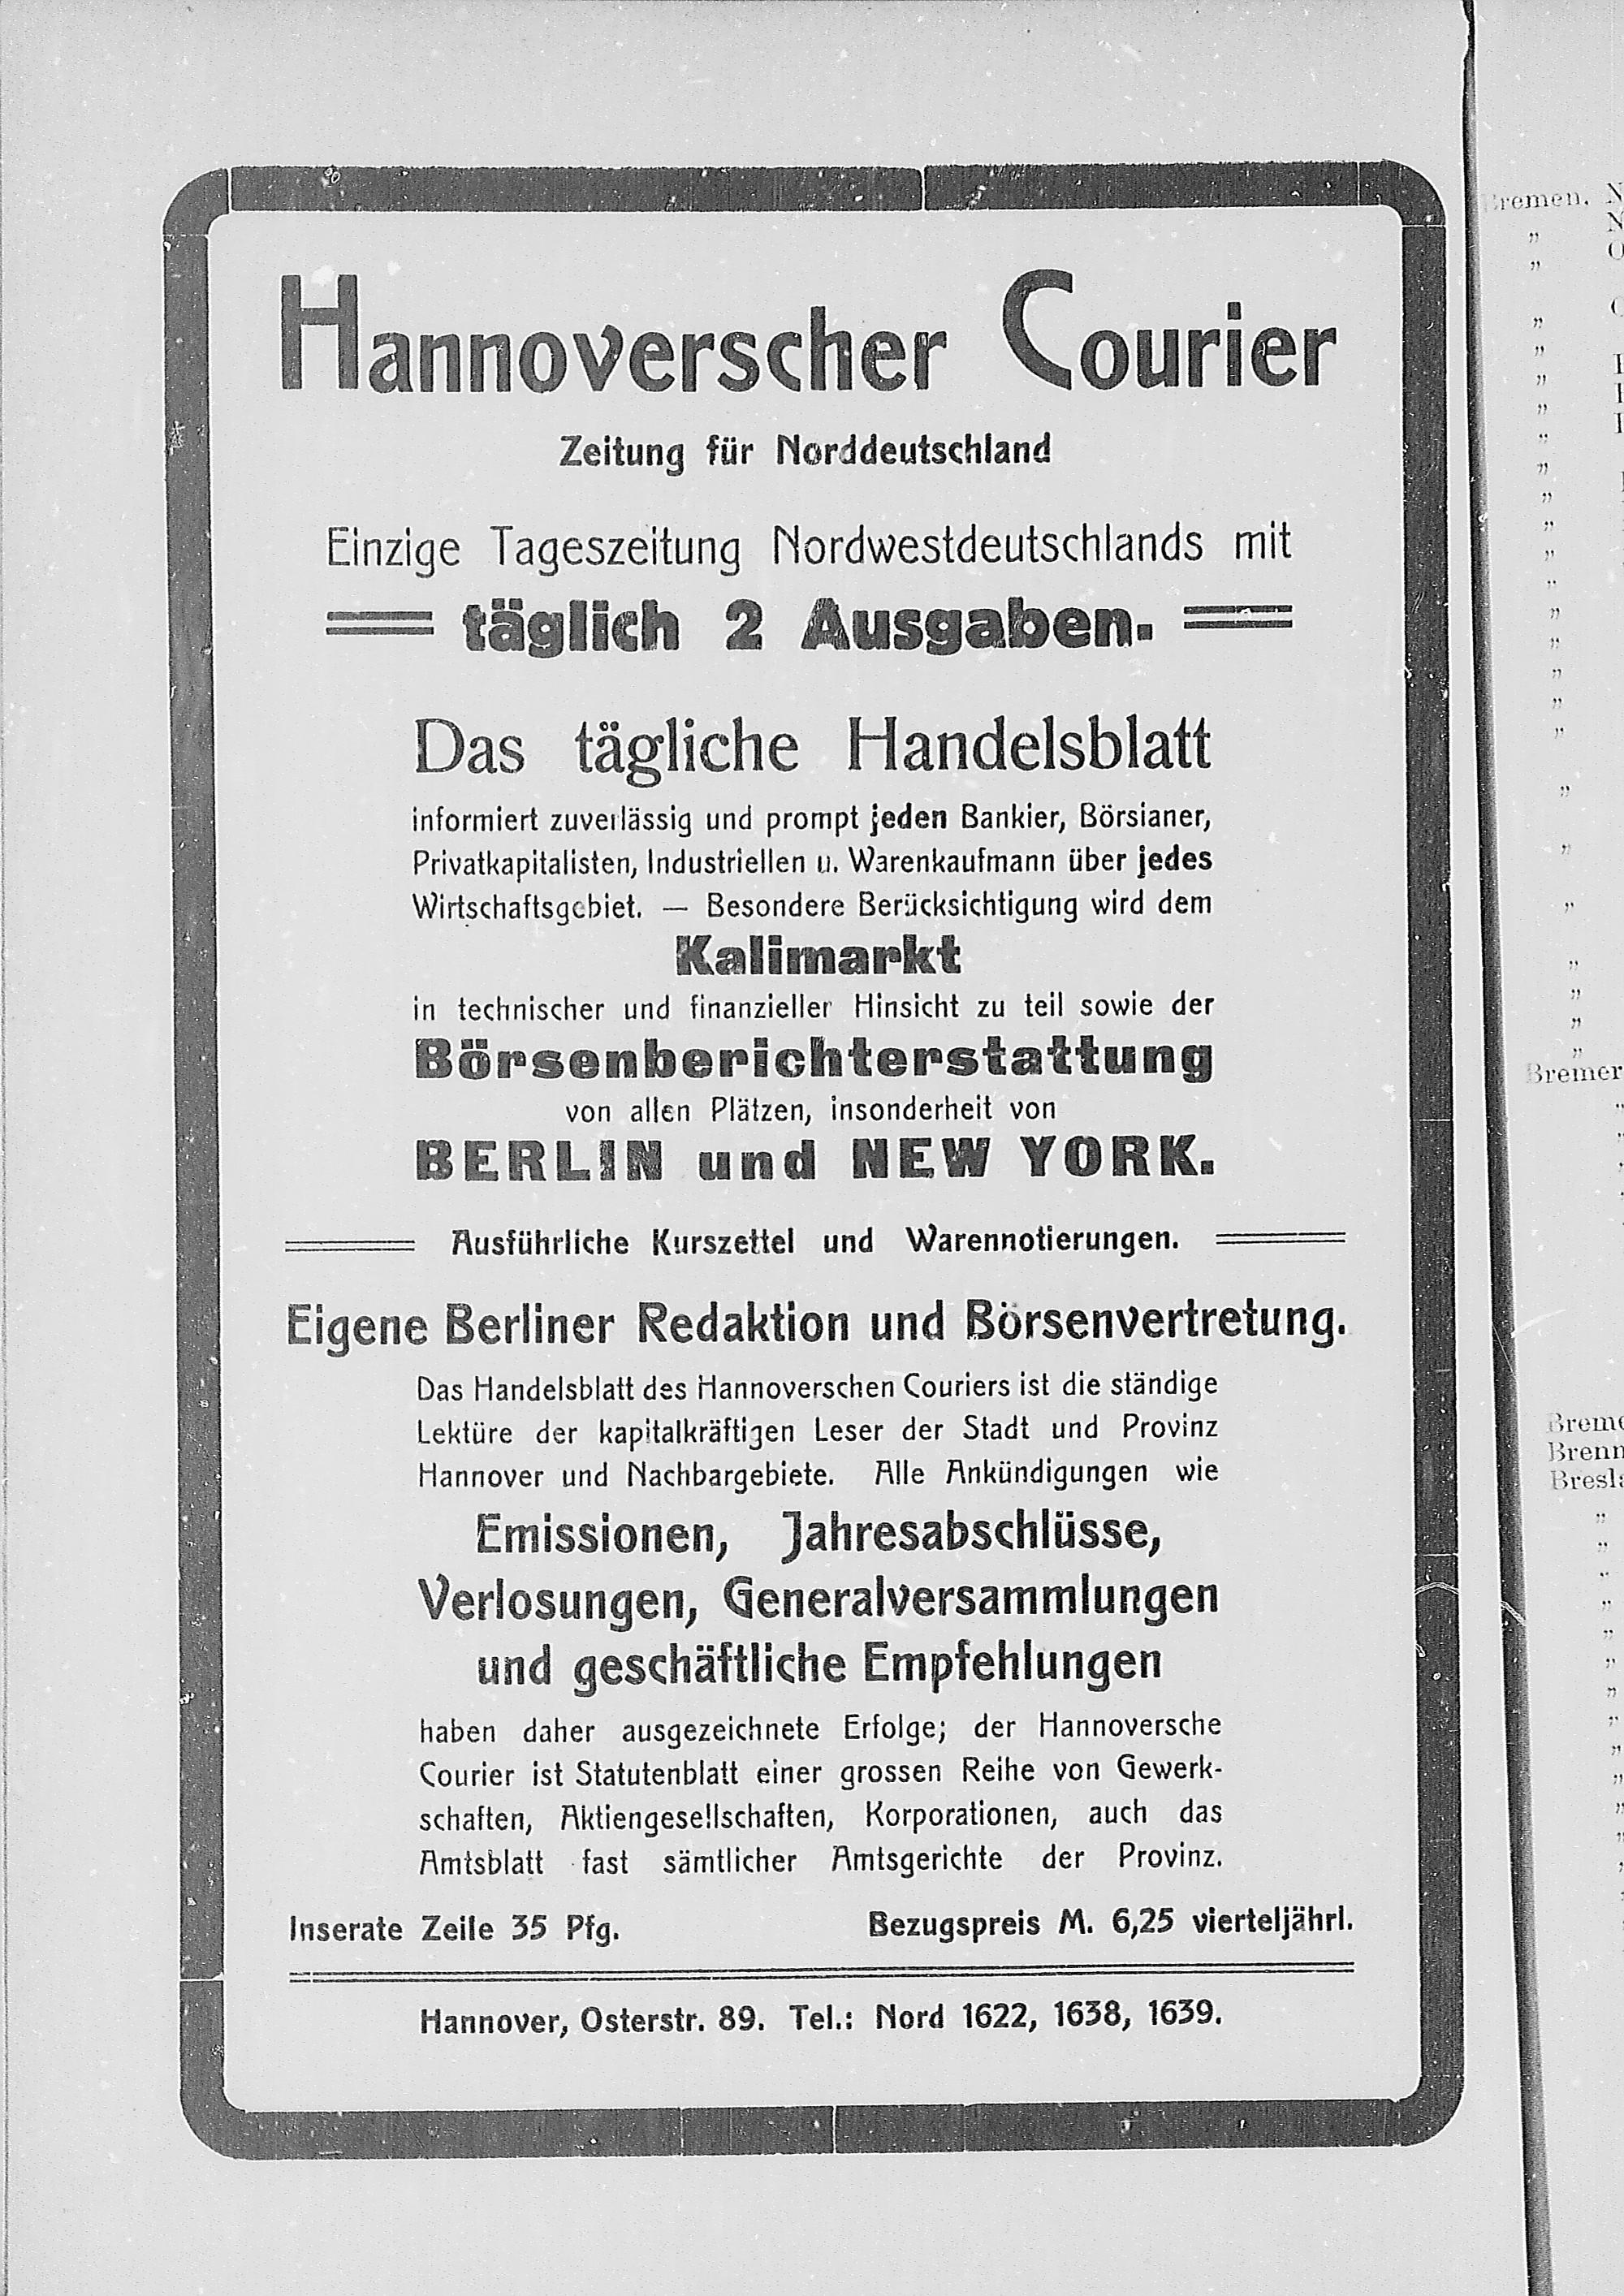 Hannoverscher Courier
Zeitung für Norddeutschland
Einzige Tageszeitung Nordwestdeutschlands mit
täglich 2 Ausgaben.
Das tägliche Handelsblatt
informiert zuverlässig und prompt jeden Bankier, Börsianer,
Privatkapitalisten, Industriellen u. Warenkaufmann über jedes
Wirtschaftsgebiet. — Besondere Berücksichtigung wird dem
Kalimarkt
in technischer und finanzieller Hinsicht zu teil sowie der
Börsenberichterstattung
von allen Plätzen, insonderheit von
BERLIN und NEW YORK.
Ausführliche Kurszettel und Warennotierungen.
Eigene Berliner Redaktion und Börsenvertretung.
Das Handelsblatt des Hannoverschen Couriers ist die ständige
Lektüre der kapitalkräftigen Leser der Stadt und Provinz
Hannover und Nachbargebiete. Alle Ankündigungen wie
Emissionen, Jahresabschlüsse,
Verlosungen, Generalversammlungen
und geschäftliche Empfehlungen
haben daher ausgezeichnete Erfolge; der Hannoversche
Courier ist Statutenblatt einer grossen Reihe von Gewerk-
schaften, Aktiengesellschaften, Korporationen, auch das
Amtsblatt fast sämtlicher Amtsgerichte der Provinz.
Inserate Zeile 35 Pfg. Bezugspreis M. 6,25 vierteljährl.
Hannover, Osterstr. 89. Tel.: Nord 1622, 1638, 1639.
Bremen.